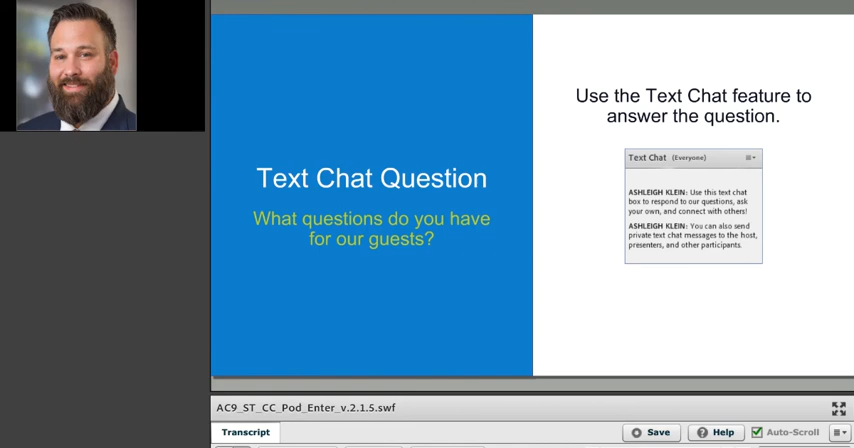 Text Chat Question
What questions do you have
for our guests?
Use the Text Chat feature to
answer the question.
Text Chat (Everyone)
ASHLEIGH KLEIN: Use this text chat
box to respond to our questions, ask
your own, and connect with others!
ASHLEIGH KLEIN: You can also send
private text chat messages to the host,
presenters, and other participants.
AC9_ST_CC_Pod_Enter_v.2.1.5.swf
Transcript
Save
Help
Auto-Scroll